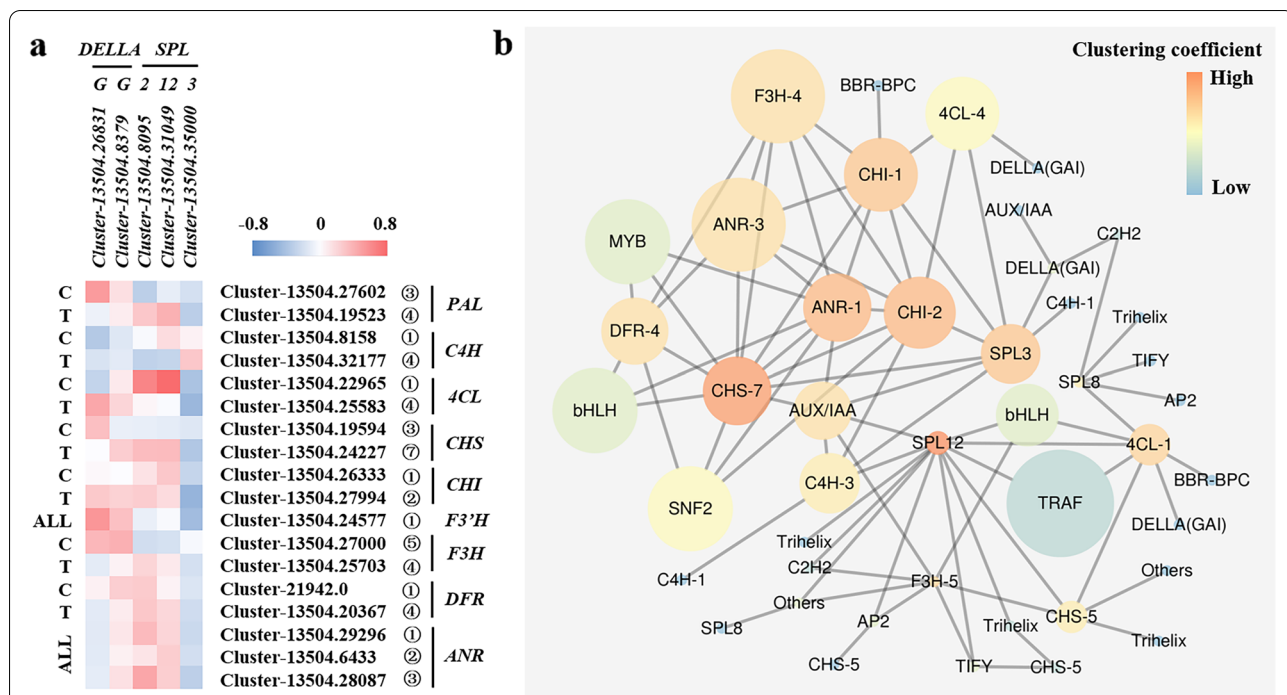 a
DELLA SPL
G G 2 12 3
Cluster-13504.26831
Cluster-13504.8379
Cluster-13504.8095
Cluster-13504.31049
Cluster-13504.35000
-0.8 0 0.8
C Cluster-13504.27602 ③ PAL
T Cluster-13504.19523 ④
C Cluster-13504.8158 ① C4H
T Cluster-13504.32177 ④
C Cluster-13504.22965 ① 4CL
T Cluster-13504.25583 ④
C Cluster-13504.19594 ③ CHS
T Cluster-13504.24227 ⑦
C Cluster-13504.26333 ① CHI
T Cluster-13504.27994 ②
ALL Cluster-13504.24577 ① F3’H
C Cluster-13504.27000 ⑤ F3H
T Cluster-13504.25703 ④
C Cluster-21942.0 ① DFR
T Cluster-13504.20367 ④
ALL Cluster-13504.29296 ① ANR
Cluster-13504.6433 ②
Cluster-13504.28087 ③
b
Clustering coefficient
High
Low
F3H-4
BBR-BPC
4CL-4
CHI-1
DELLA(GAI)
AUX/IAA
ANR-3
MYB
C2H2
DELLA(GAI)
C4H-1
ANR-1
CHI-2
Trihelix
DFR-4
SPL3
TIFY
SPL8
CHS-7
AP2
bHLH
AUX/IAA
bHLH
SPL12
4CL-1
C4H-3
BBR-BPC
SNF2
TRAF
DELLA(GAI)
Trihelix
C2H2
C4H-1
F3H-5
Others
Others
SPL8
AP2
Trihelix
CHS-5
Trihelix
CHS-5
TIFY
CHS-5